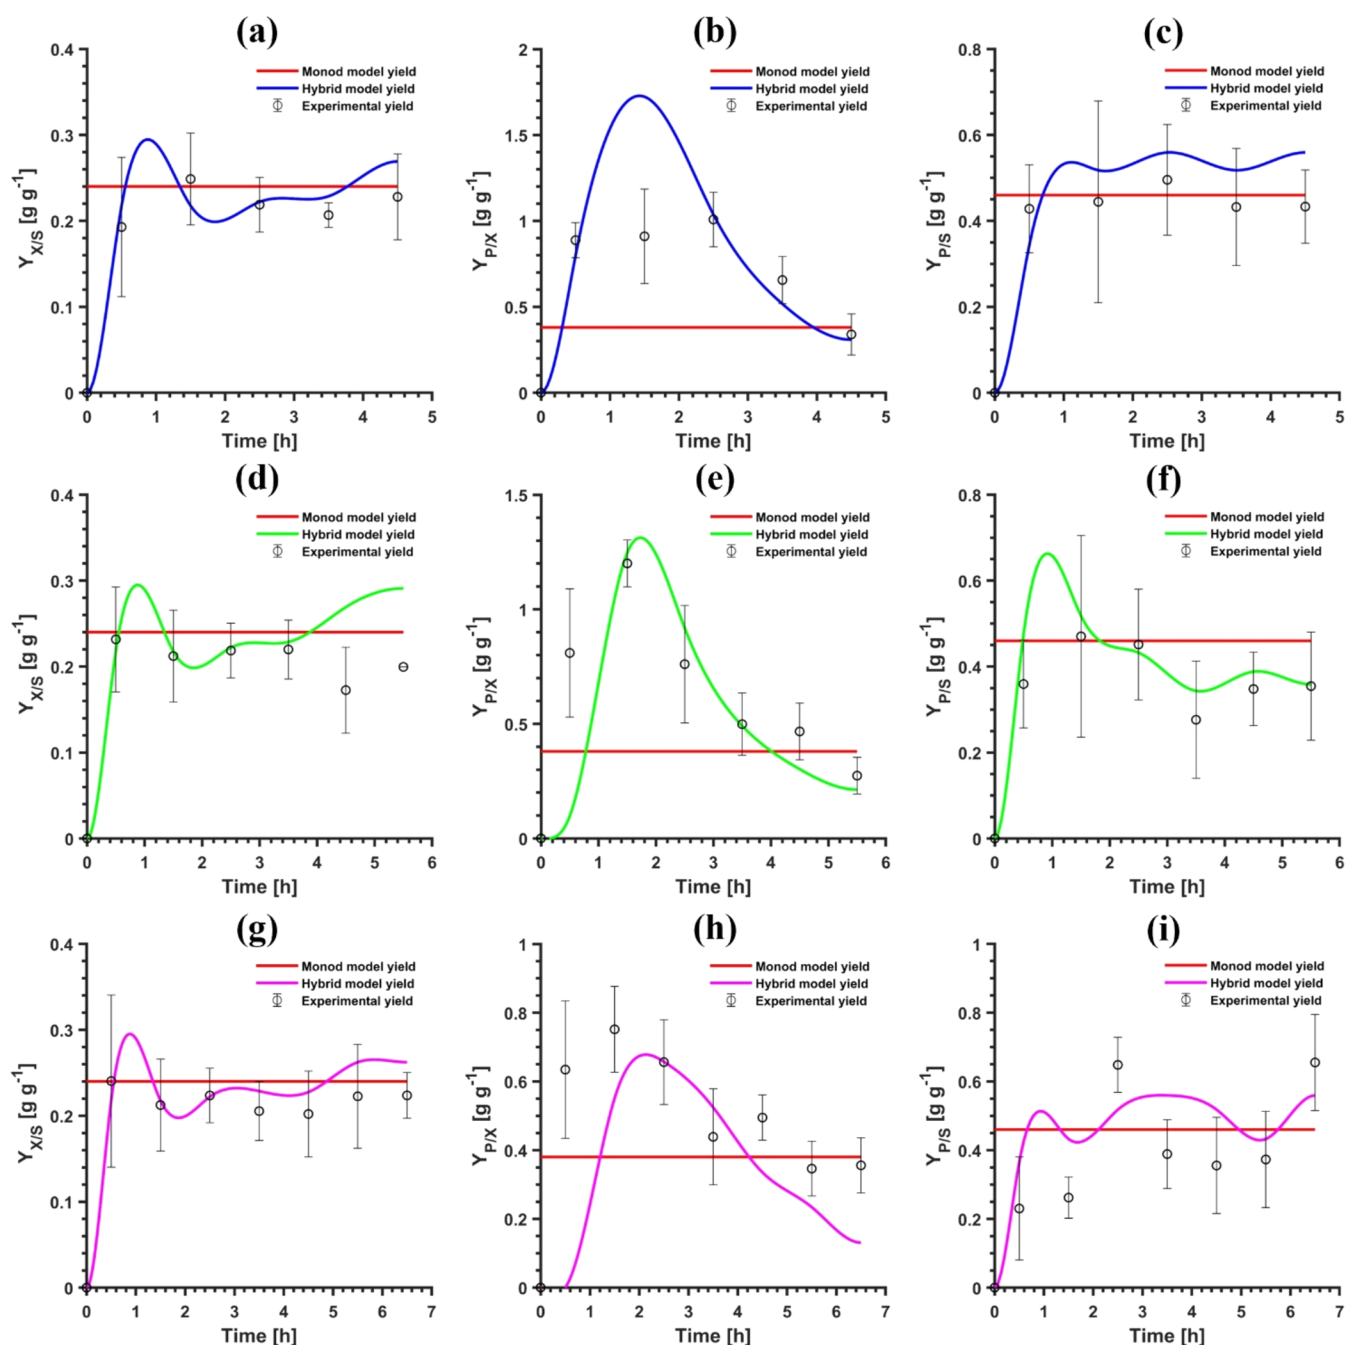 (a)
0.4
0.3
0.2
0.1
0
Y X/S [g g-1]
Monod model yield
Hybrid model yield
Experimental yield
0 1 2 3 4 5
Time [h]
(b)
2
1.5
1
0.5
0
Y P/X [g g-1]
Monod model yield
Hybrid model yield
Experimental yield
0 1 2 3 4 5
Time [h]
(c)
0.8
0.6
0.4
0.2
0
Y P/S [g g-1]
Monod model yield
Hybrid model yield
Experimental yield
0 1 2 3 4 5
Time [h]
(d)
0.4
0.3
0.2
0.1
0
Y X/S [g g-1]
Monod model yield
Hybrid model yield
Experimental yield
0 1 2 3 4 5 6
Time [h]
(e)
1.5
1
0.5
0
Y P/X [g g-1]
Monod model yield
Hybrid model yield
Experimental yield
0 1 2 3 4 5 6
Time [h]
(f)
0.8
0.6
0.4
0.2
0
Y P/S [g g-1]
Monod model yield
Hybrid model yield
Experimental yield
0 1 2 3 4 5 6
Time [h]
(g)
0.4
0.3
0.2
0.1
0
Y X/S [g g-1]
Monod model yield
Hybrid model yield
Experimental yield
0 1 2 3 4 5 6 7
Time [h]
(h)
1
0.8
0.6
0.4
0.2
0
Y P/X [g g-1]
Monod model yield
Hybrid model yield
Experimental yield
0 1 2 3 4 5 6 7
Time [h]
(i)
1
0.8
0.6
0.4
0.2
0
Y P/S [g g-1]
Monod model yield
Hybrid model yield
Experimental yield
0 1 2 3 4 5 6 7
Time [h]